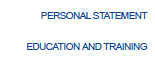 PERSONAL STATEMENT
EDUCATION AND TRAINING